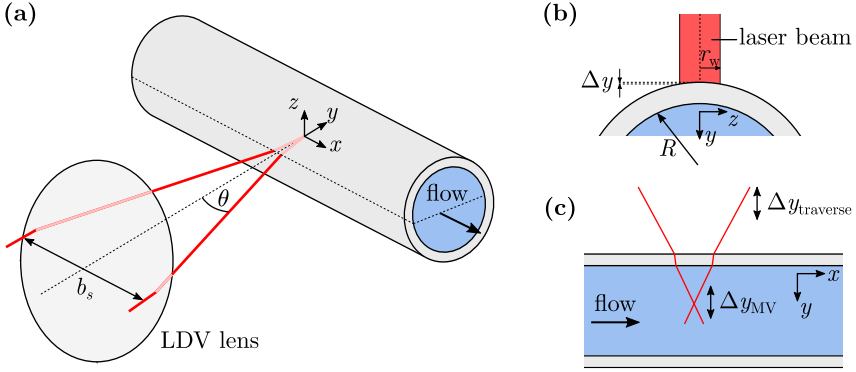 (a)
z
y
x
θ
flow
b_s
LDV lens
(b)
laser beam
r_w
Δy
z
y
R
(c)
Δy_traverse
x
flow
Δy_MV
y